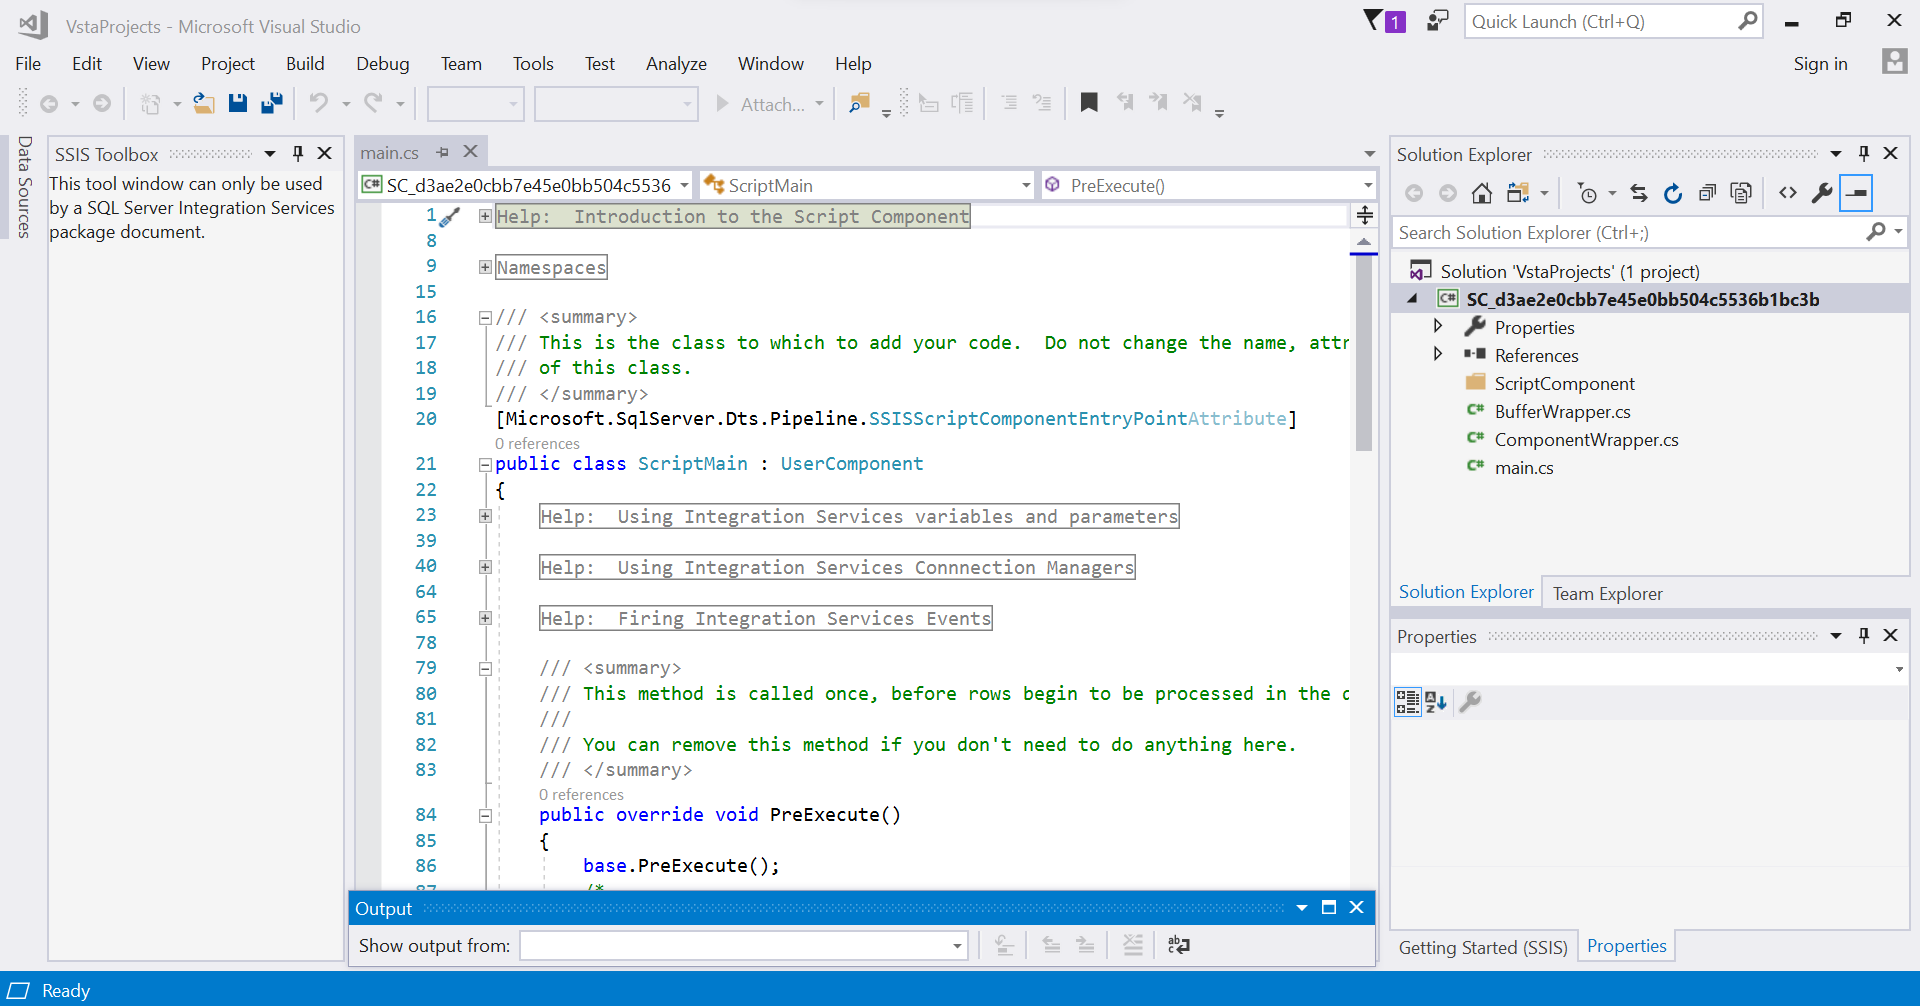 VstaProjects - Microsoft Visual Studio
1
Quick Launch (Ctrl+Q)
File Edit View Project Build Debug Team Tools Test Analyze Window Help
Sign in
Attach...
Data Sources
SSIS Toolbox
This tool window can only be used
by a SQL Server Integration Services
package document.
main.cs
SC_d3ae2e0cbb7e45e0bb504c5536
ScriptMain
PreExecute()
1 Help:  Introduction to the Script Component
8
9 Namespaces
15
16 /// <summary>
17 /// This is the class to which to add your code.  Do not change the name, attr
18 /// of this class.
19 /// </summary>
20 [Microsoft.SqlServer.Dts.Pipeline.SSISScriptComponentEntryPointAttribute]
0 references
21 public class ScriptMain : UserComponent
22 {
23 Help:  Using Integration Services variables and parameters
39
40 Help:  Using Integration Services Connnection Managers
64
65 Help:  Firing Integration Services Events
78
79 /// <summary>
80 /// This method is called once, before rows begin to be processed in the d
81 ///
82 /// You can remove this method if you don't need to do anything here.
83 /// </summary>
0 references
84 public override void PreExecute()
85 {
86 base.PreExecute();
87 /*
Output
Show output from:
Solution Explorer
Search Solution Explorer (Ctrl+;)
Solution 'VstaProjects' (1 project)
SC_d3ae2e0cbb7e45e0bb504c5536b1bc3b
Properties
References
ScriptComponent
C# BufferWrapper.cs
C# ComponentWrapper.cs
C# main.cs
Solution Explorer Team Explorer
Properties
Getting Started (SSIS) Properties
Ready